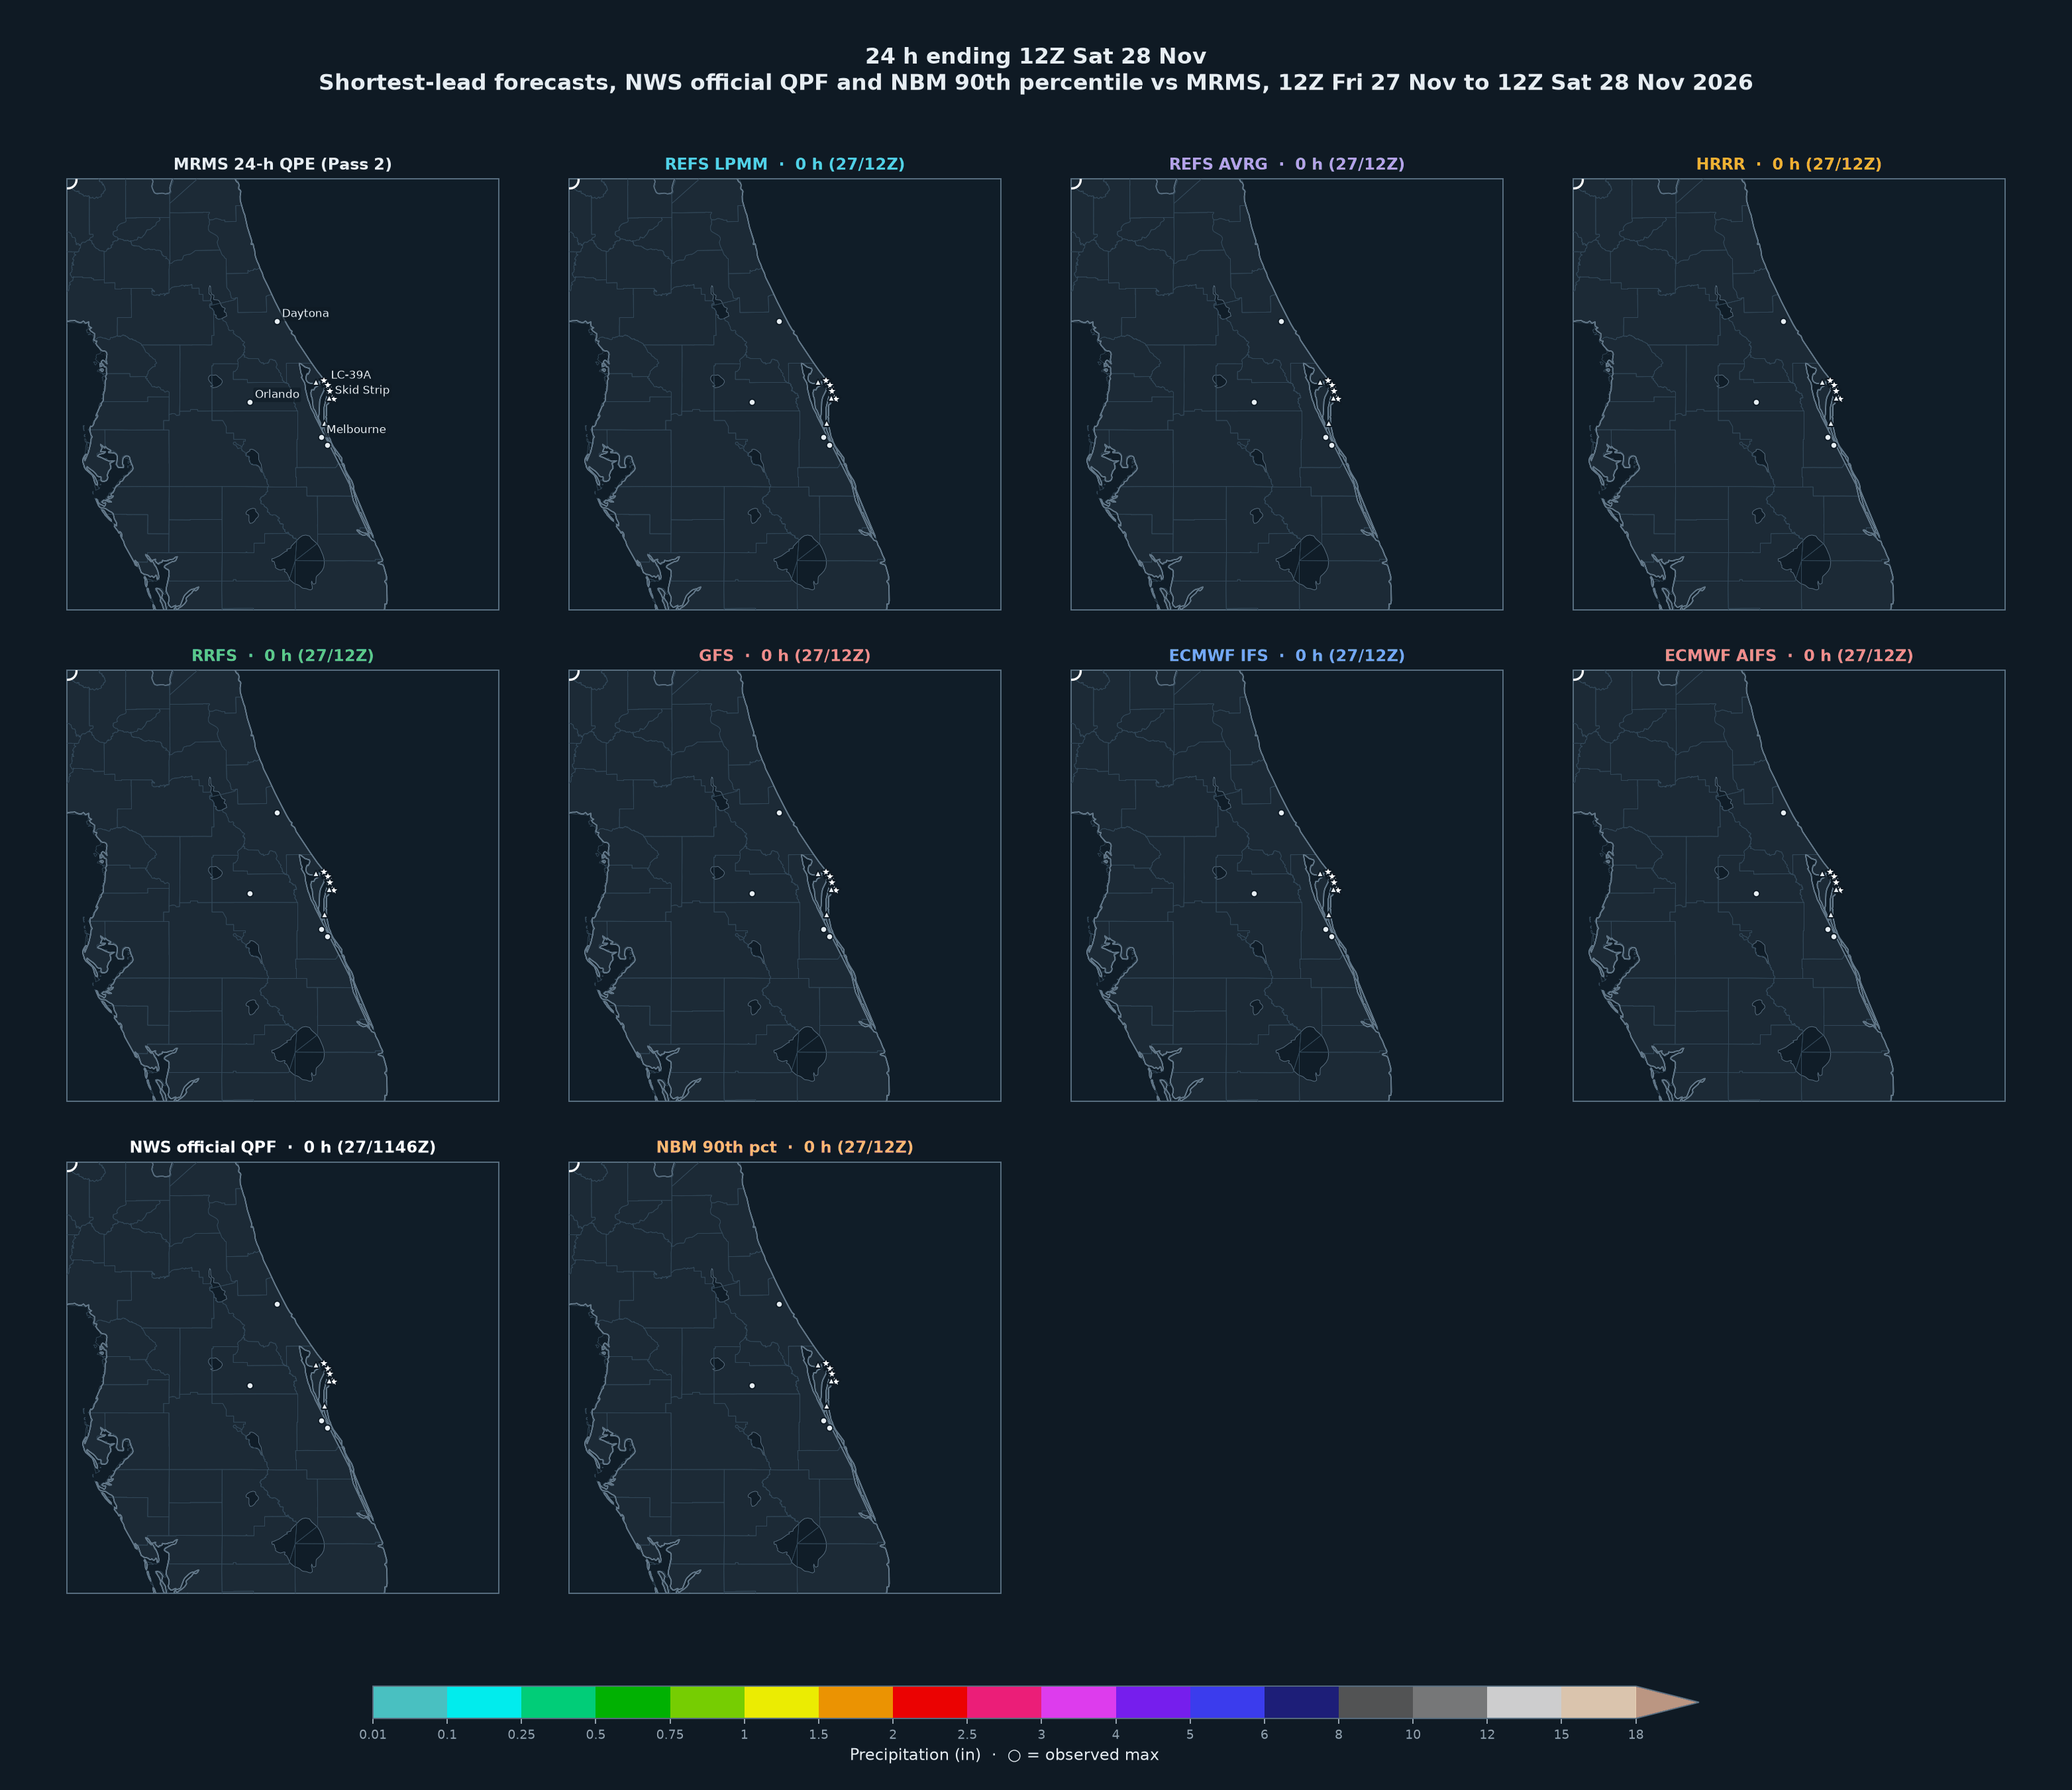 24 h ending 12Z Sat 28 Nov
Shortest-lead forecasts, NWS official QPF and NBM 90th percentile vs MRMS, 12Z Fri 27 Nov to 12Z Sat 28 Nov 2026
MRMS 24-h QPE (Pass 2)
REFS LPMM · 0 h (27/12Z)
REFS AVRG · 0 h (27/12Z)
HRRR · 0 h (27/12Z)
Daytona
LC-39A
Skid Strip
Orlando
Melbourne
RRFS · 0 h (27/12Z)
GFS · 0 h (27/12Z)
ECMWF IFS · 0 h (27/12Z)
ECMWF AIFS · 0 h (27/12Z)
NWS official QPF · 0 h (27/1146Z)
NBM 90th pct · 0 h (27/12Z)
0.01 0.1 0.25 0.5 0.75 1 1.5 2 2.5 3 4 5 6 8 10 12 15 18
Precipitation (in) · ○ = observed max